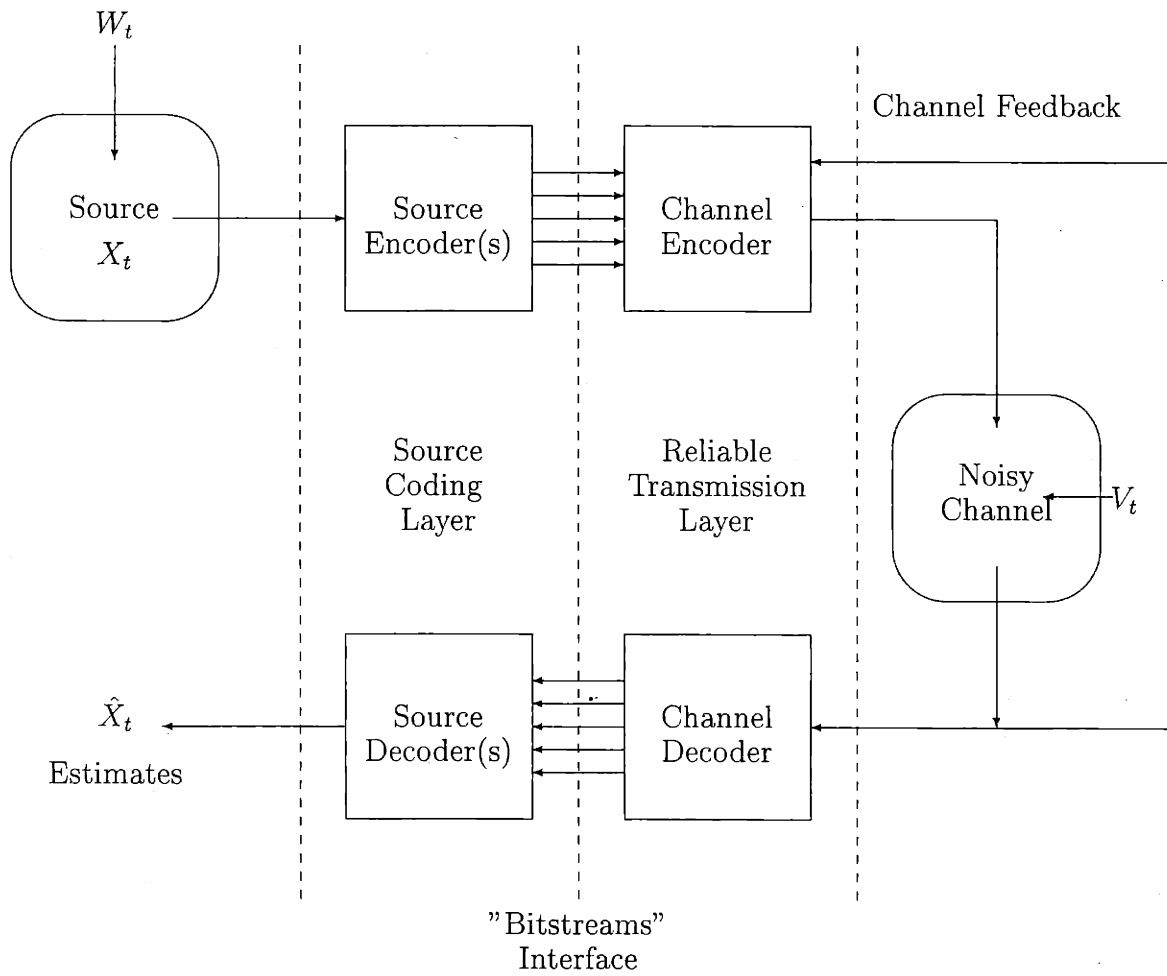 W_t
Channel Feedback
Source
X_t
Source
Encoder(s)
Channel
Encoder
Source
Coding
Layer
Reliable
Transmission
Layer
Noisy
Channel
V_t
X̂_t
Estimates
Source
Decoder(s)
Channel
Decoder
"Bitstreams"
Interface